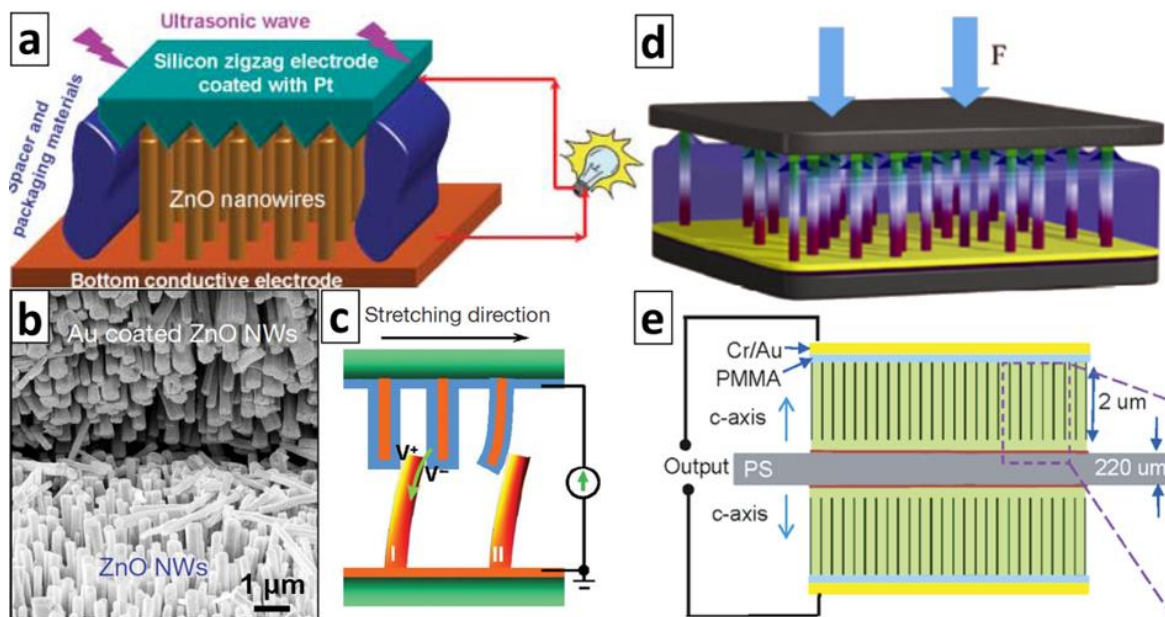 a
Ultrasonic wave
Silicon zigzag electrode
coated with Pt
Spacer and
packaging materials
ZnO nanowires
Bottom conductive electrode
b
Au coated ZnO NWs
ZnO NWs
1 μm
c
Stretching direction
V+
V−
I
II
d
F
e
Cr/Au
PMMA
c-axis
2 um
Output
PS
220 um
c-axis